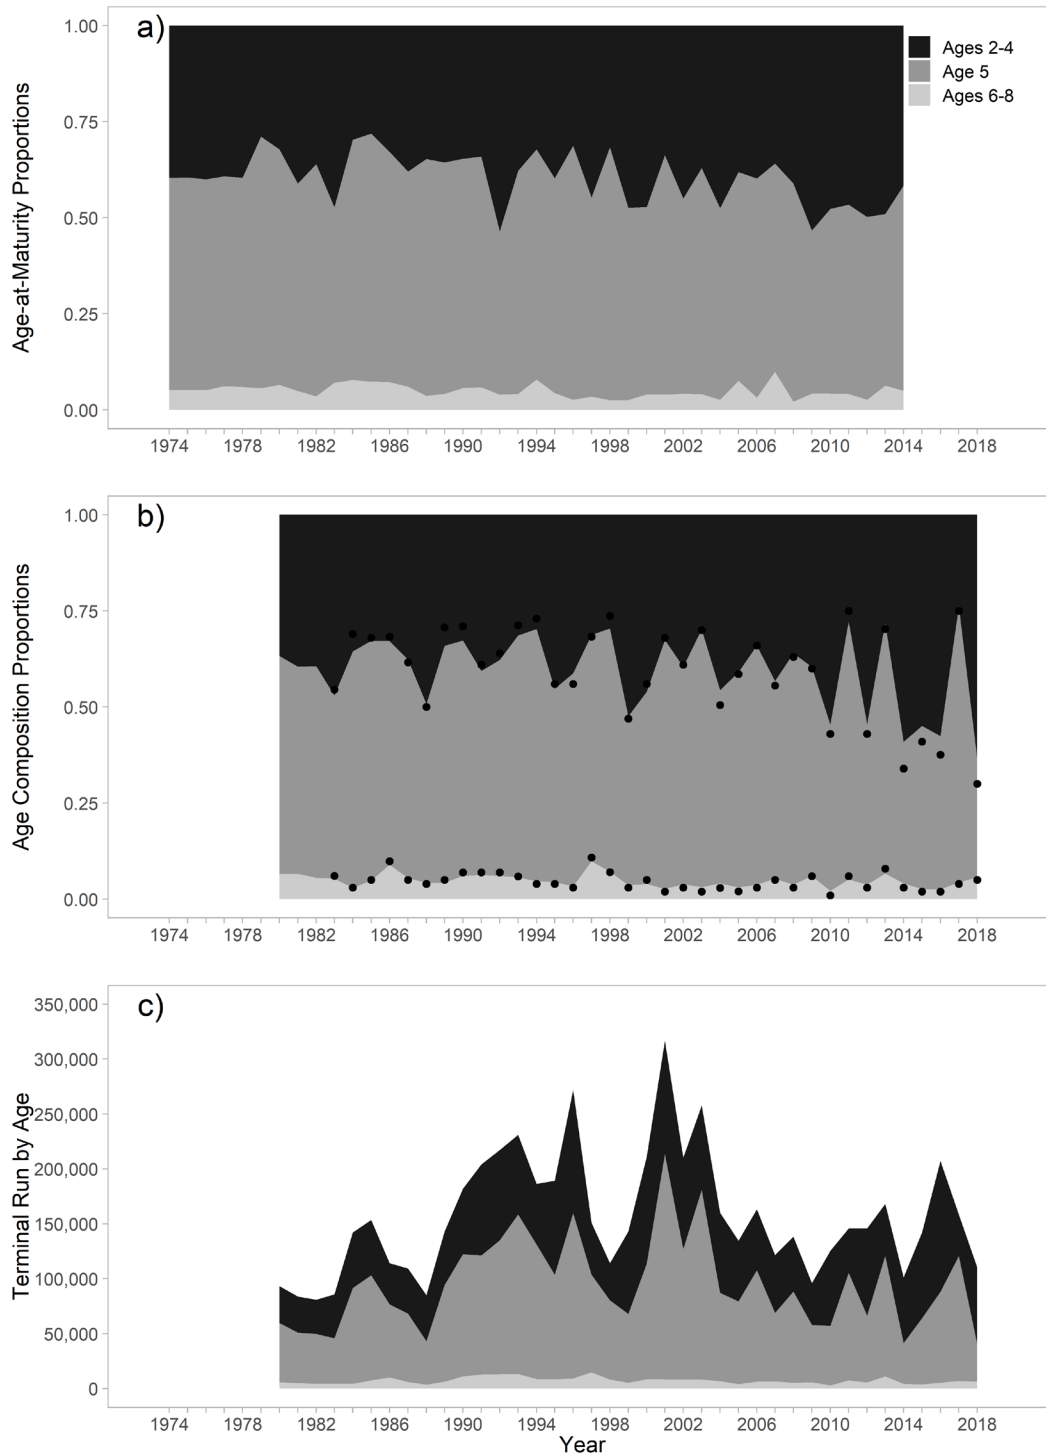 a)
Ages 2-4
Age 5
Ages 6-8
Age-at-Maturity Proportions
1.00
0.75
0.50
0.25
0.00
1974 1978 1982 1986 1990 1994 1998 2002 2006 2010 2014 2018
b)
Age Composition Proportions
1.00
0.75
0.50
0.25
0.00
1974 1978 1982 1986 1990 1994 1998 2002 2006 2010 2014 2018
c)
Terminal Run by Age
350,000
300,000
250,000
200,000
150,000
100,000
50,000
0
1974 1978 1982 1986 1990 1994 1998 2002 2006 2010 2014 2018
Year